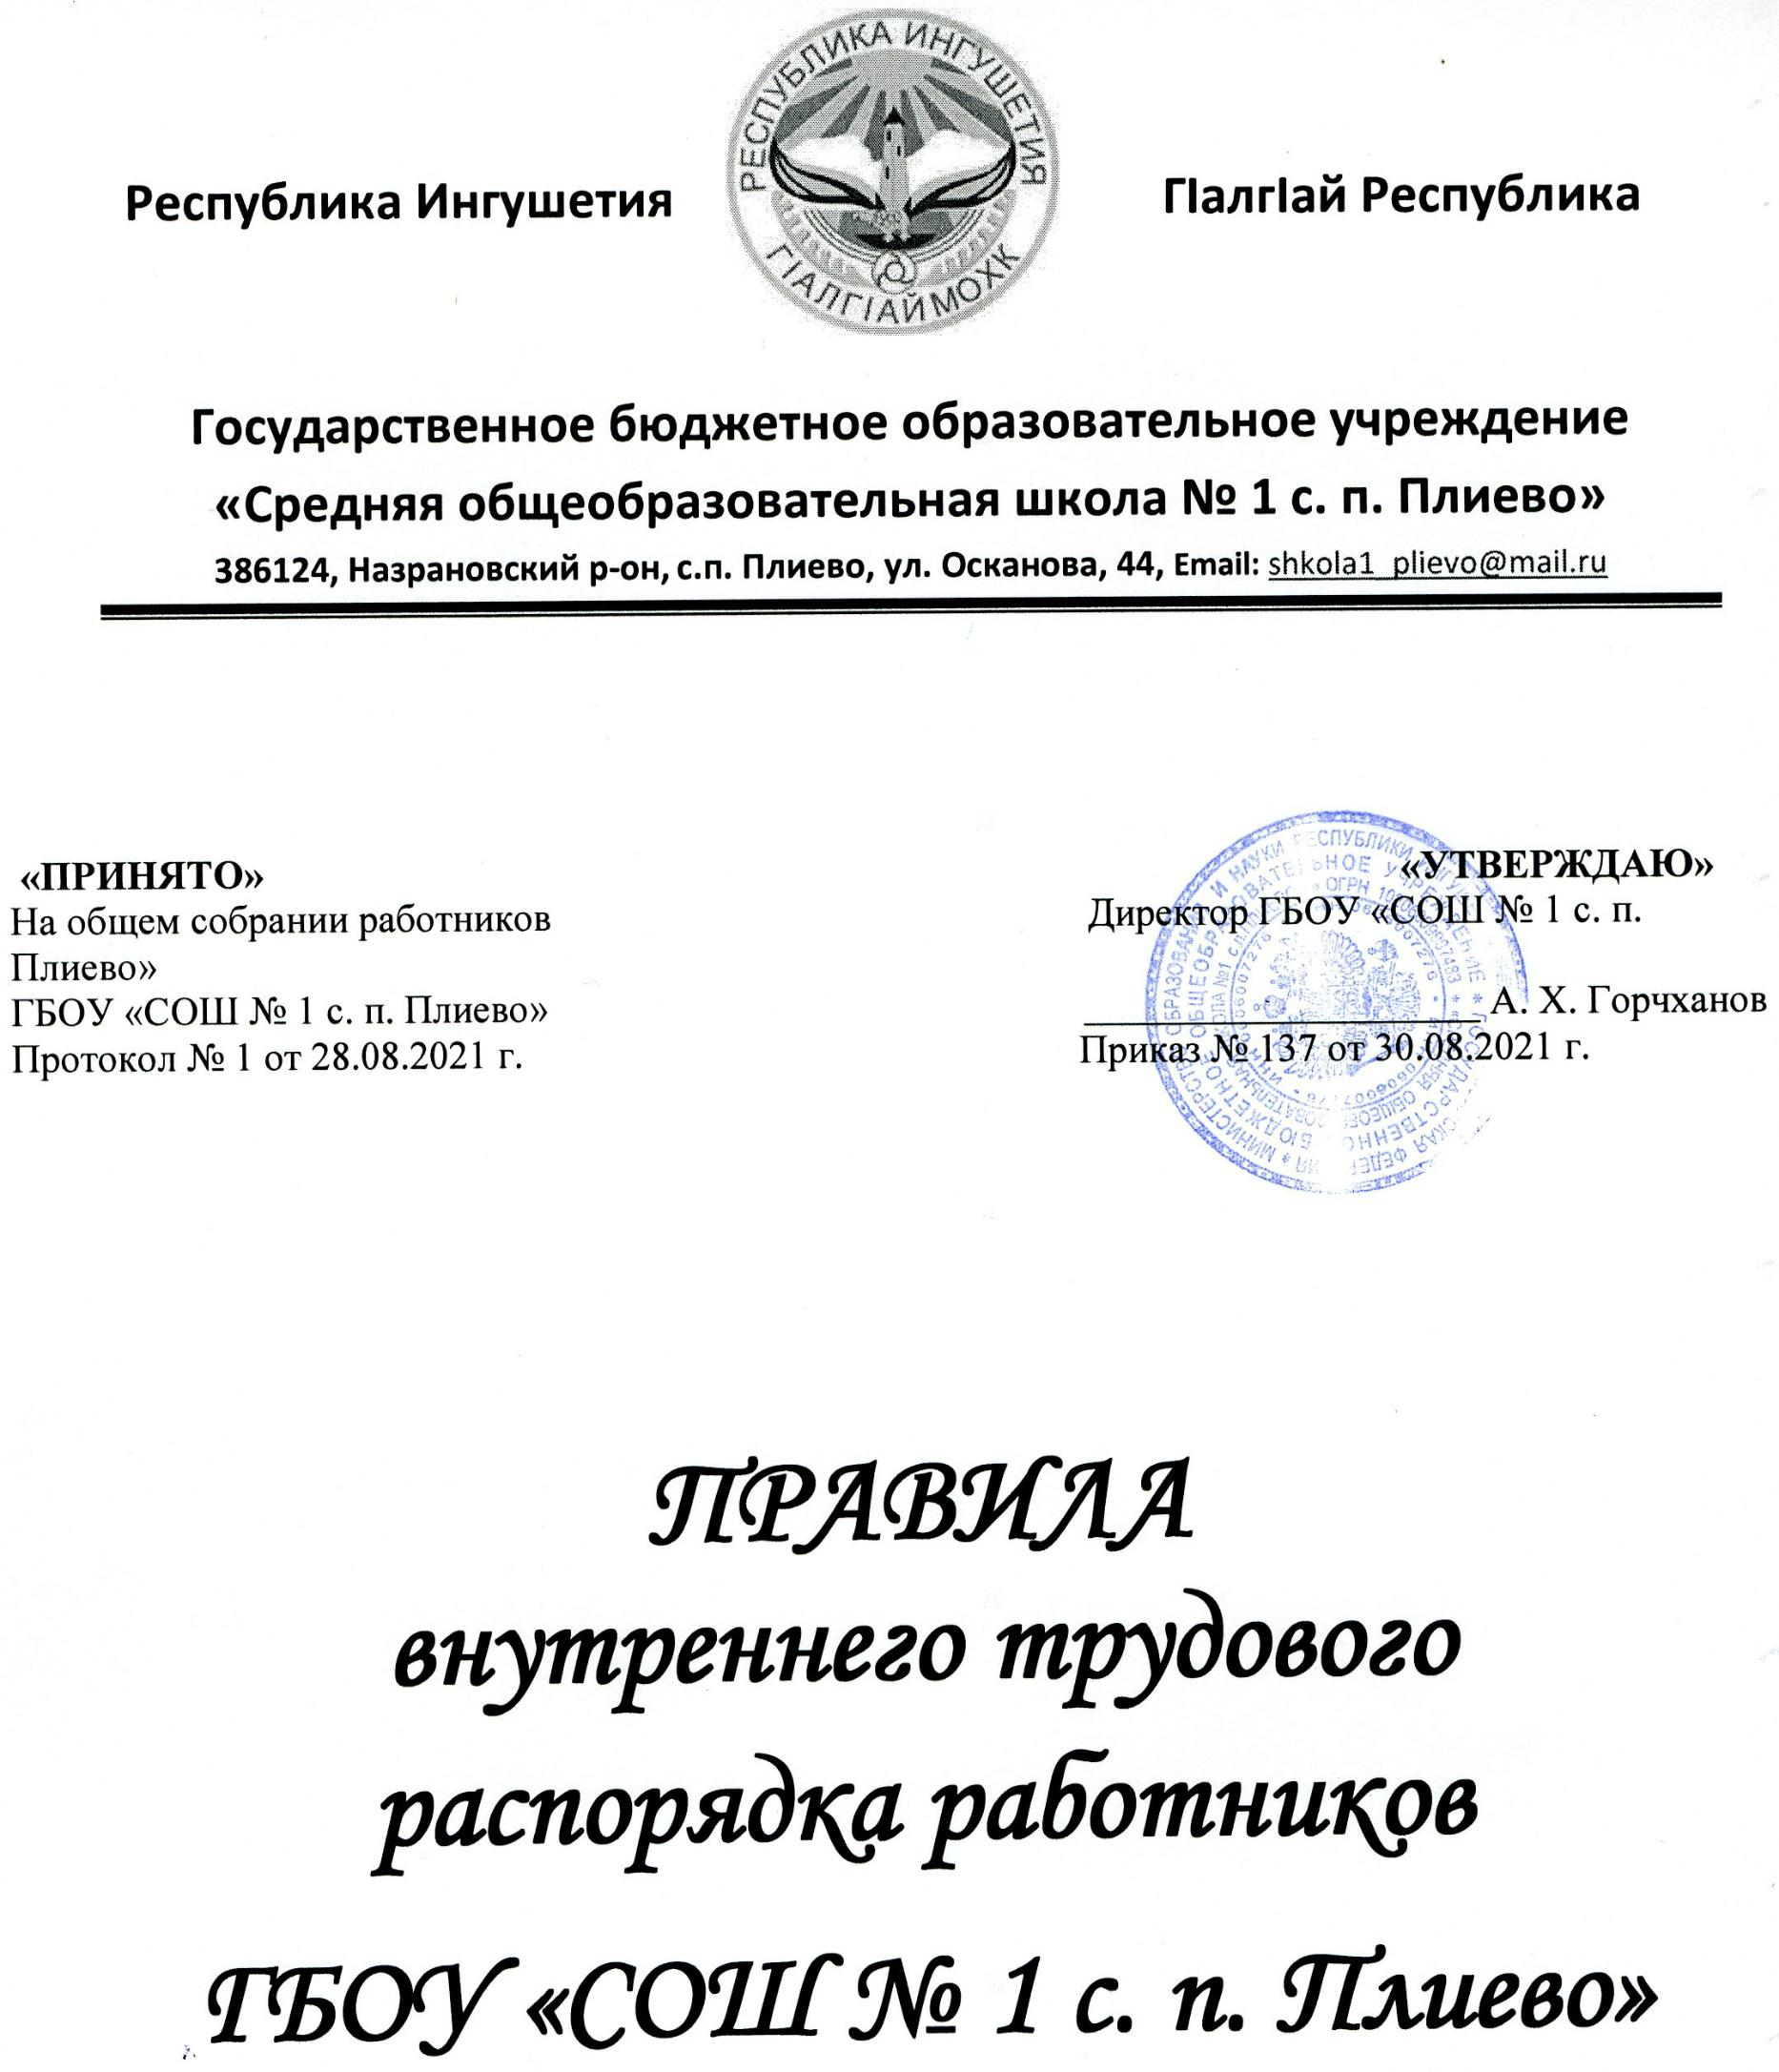 РЕСПУБЛИКА ИНГУШЕТИЯ
ГІАЛГІАЙ МОХК
Республика Ингушетия
ГIалгIай Республика
Государственное бюджетное образовательное учреждение
«Средняя общеобразовательная школа № 1 с. п. Плиево»
386124, Назрановский р-он, с.п. Плиево, ул. Осканова, 44, Email: shkola1_plievo@mail.ru
«ПРИНЯТО»
На общем собрании работников
Плиево»
ГБОУ «СОШ № 1 с. п. Плиево»
Протокол № 1 от 28.08.2021 г.
«УТВЕРЖДАЮ»
Директор ГБОУ «СОШ № 1 с. п.
А. Х. Горчханов
Приказ № 137 от 30.08.2021 г.
ПРАВИЛА
внутреннего трудового
распорядка работников
ГБОУ «СОШ № 1 с. п. Плиево»